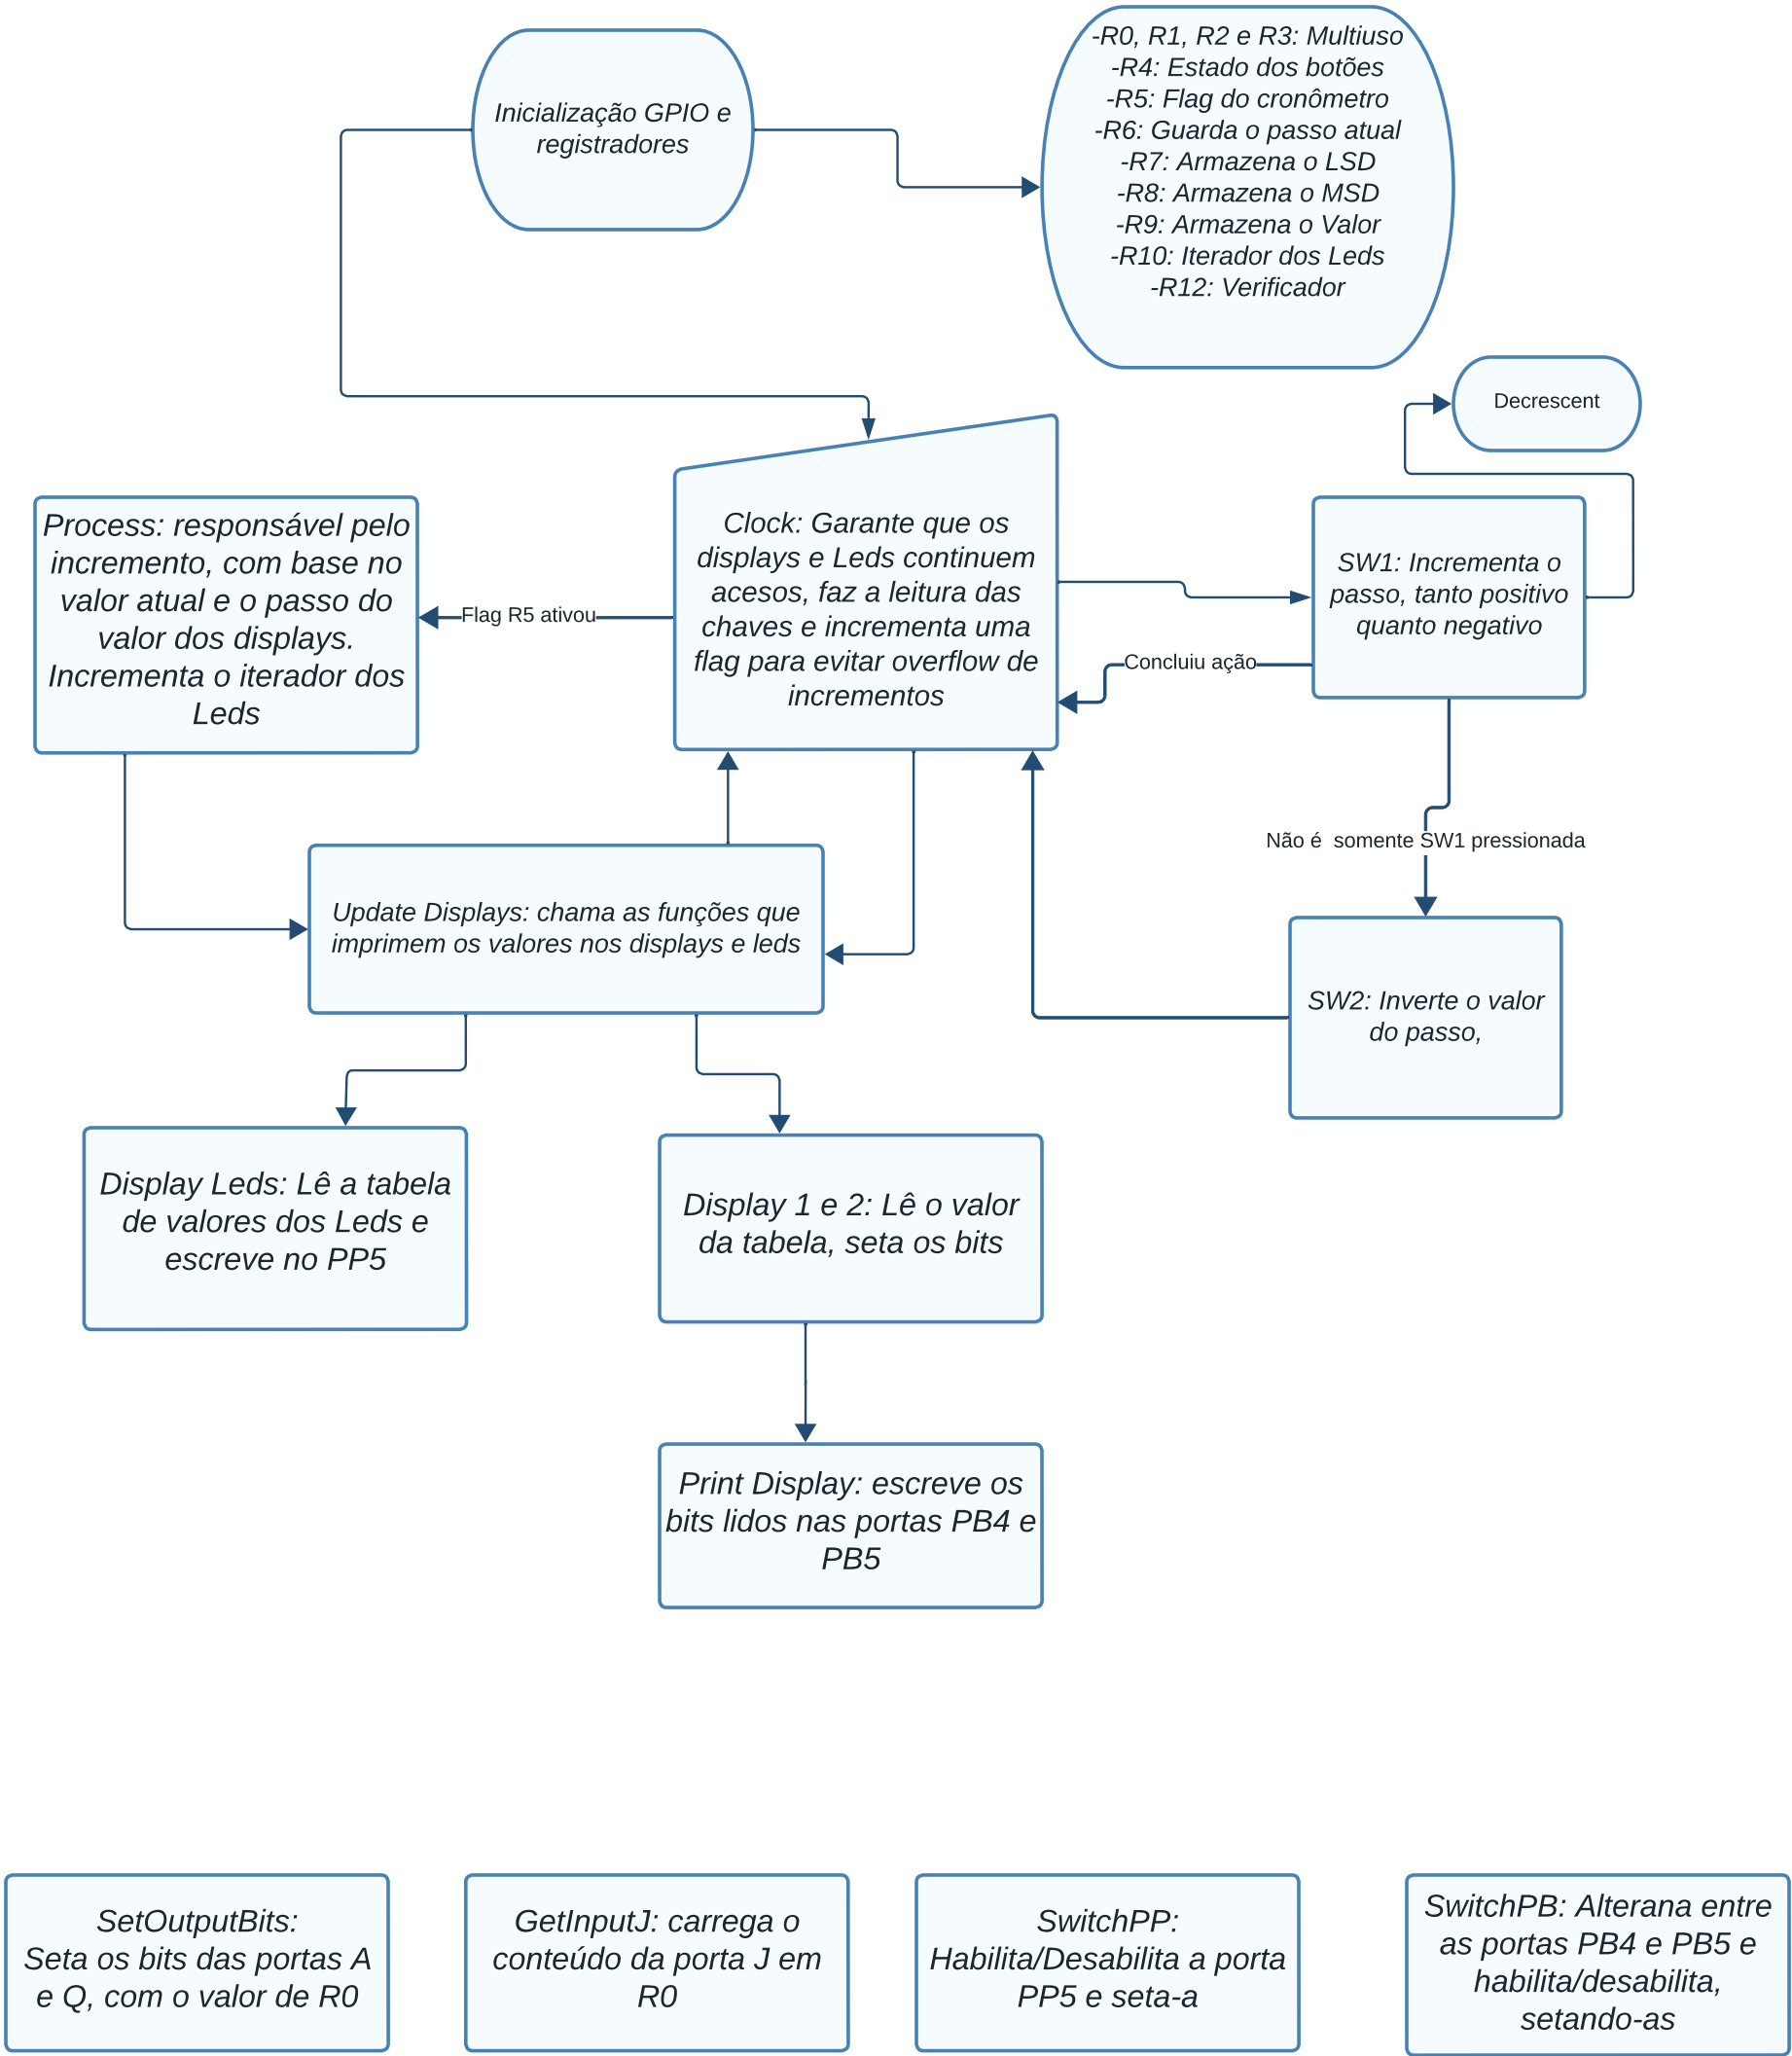 Inicialização GPIO e
registradores
-R0, R1, R2 e R3: Multiuso
-R4: Estado dos botões
-R5: Flag do cronômetro
-R6: Guarda o passo atual
-R7: Armazena o LSD
-R8: Armazena o MSD
-R9: Armazena o Valor
-R10: Iterador dos Leds
-R12: Verificador
Decrescent
Process: responsável pelo
incremento, com base no
valor atual e o passo do
valor dos displays.
Incrementa o iterador dos
Leds
Flag R5 ativou
Clock: Garante que os
displays e Leds continuem
acesos, faz a leitura das
chaves e incrementa uma
flag para evitar overflow de
incrementos
SW1: Incrementa o
passo, tanto positivo
quanto negativo
Concluiu ação
Não é  somente SW1 pressionada
Update Displays: chama as funções que
imprimem os valores nos displays e leds
SW2: Inverte o valor
do passo,
Display Leds: Lê a tabela
de valores dos Leds e
escreve no PP5
Display 1 e 2: Lê o valor
da tabela, seta os bits
Print Display: escreve os
bits lidos nas portas PB4 e
PB5
SetOutputBits:
Seta os bits das portas A
e Q, com o valor de R0
GetInputJ: carrega o
conteúdo da porta J em
R0
SwitchPP:
Habilita/Desabilita a porta
PP5 e seta-a
SwitchPB: Alterana entre
as portas PB4 e PB5 e
habilita/desabilita,
setando-as